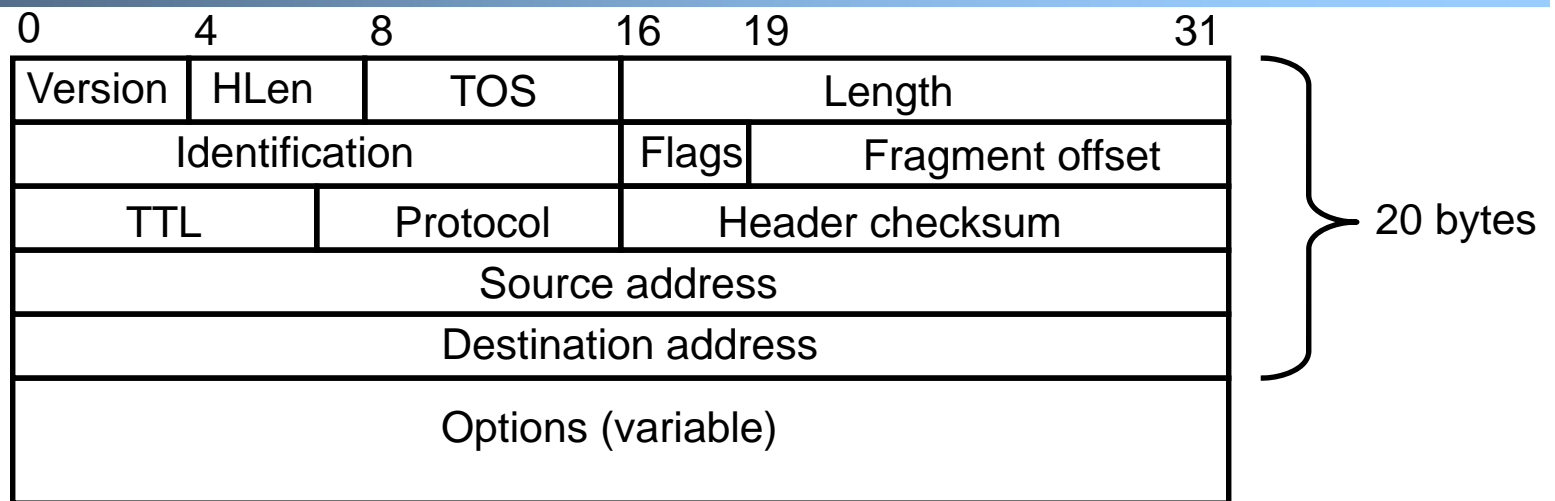 0 4 8 16 19 31
Version HLen TOS Length
Identification Flags Fragment offset
TTL Protocol Header checksum
20 bytes
Source address
Destination address
Options (variable)